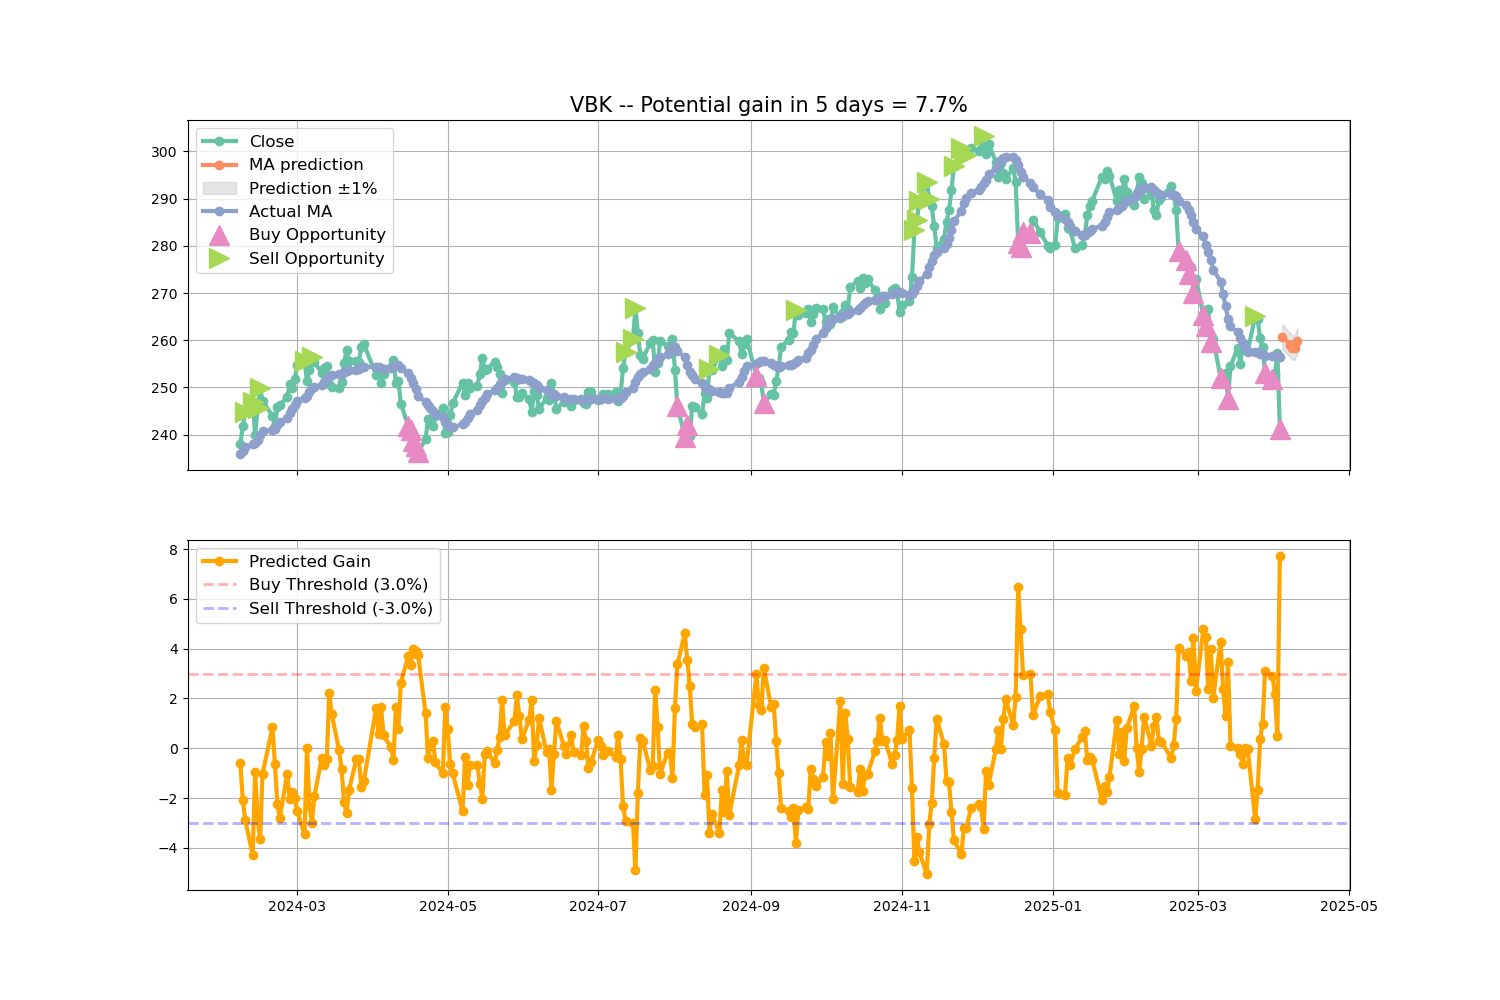 VBK -- Potential gain in 5 days = 7.7%
Close
MA prediction
Prediction ±1%
Actual MA
Buy Opportunity
Sell Opportunity
300
290
280
270
260
250
240
Predicted Gain
Buy Threshold (3.0%)
Sell Threshold (-3.0%)
8
6
4
2
0
−2
−4
2024-03 2024-05 2024-07 2024-09 2024-11 2025-01 2025-03 2025-05